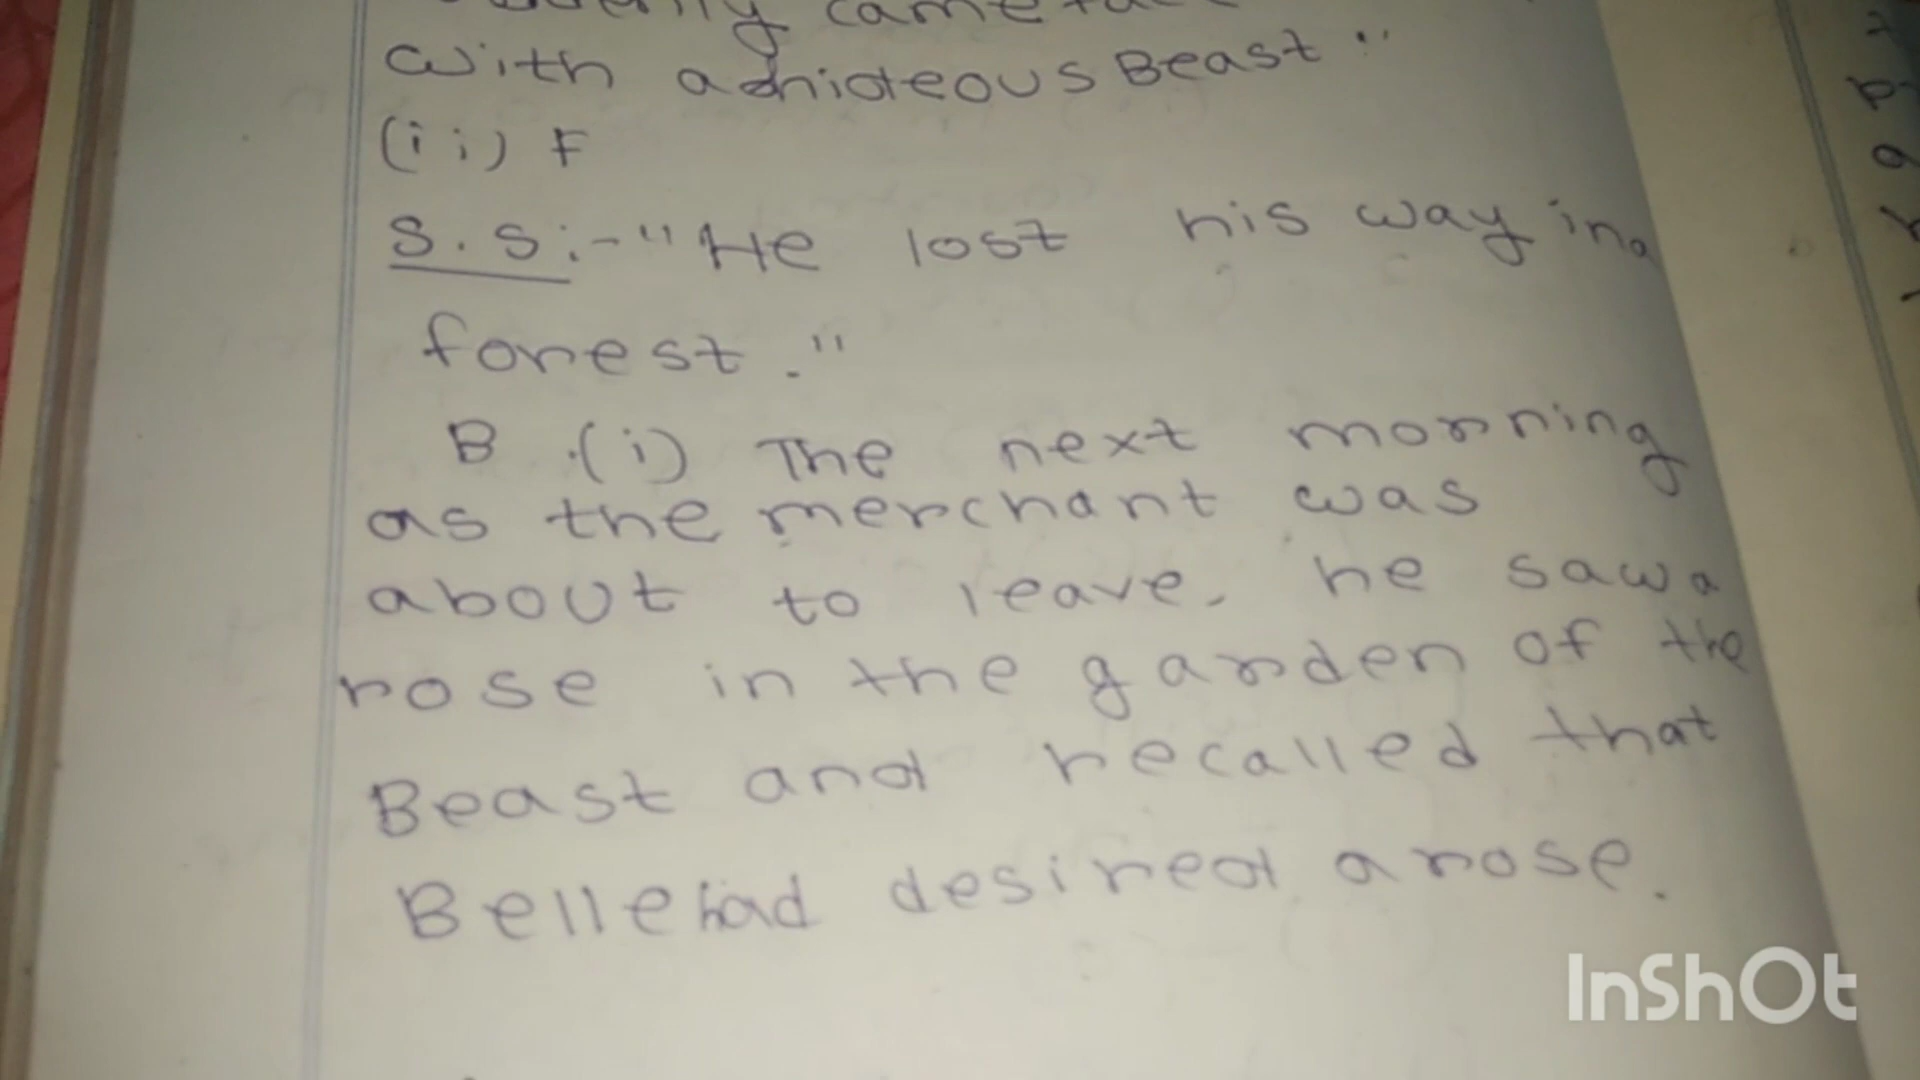 came
with a hideous Beast"
(ii) F
S.S:-"He lost his way in a
forest."
B.(i) The next morning
as the merchant was
about to leave, he saw a
rose in the garden of the
Beast and recalled that
Belle had desired a rose.
InShOt